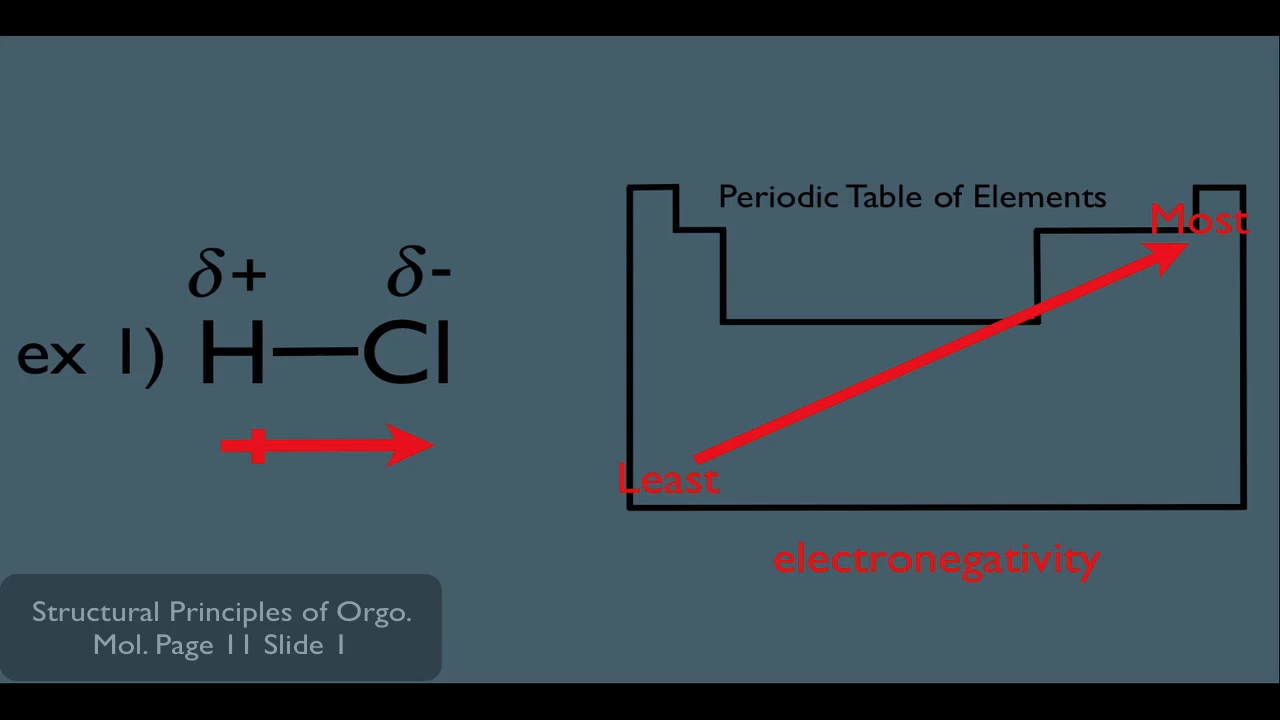 δ+ δ-
ex 1) H—Cl
Periodic Table of Elements
Most
Least
electronegativity
Structural Principles of Orgo.
Mol. Page 11 Slide 1